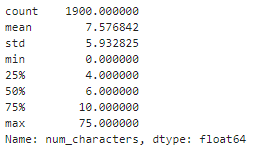 count    1900.000000
mean        7.576842
std         5.932825
min         0.000000
25%         4.000000
50%         6.000000
75%        10.000000
max        75.000000
Name: num_characters, dtype: float64